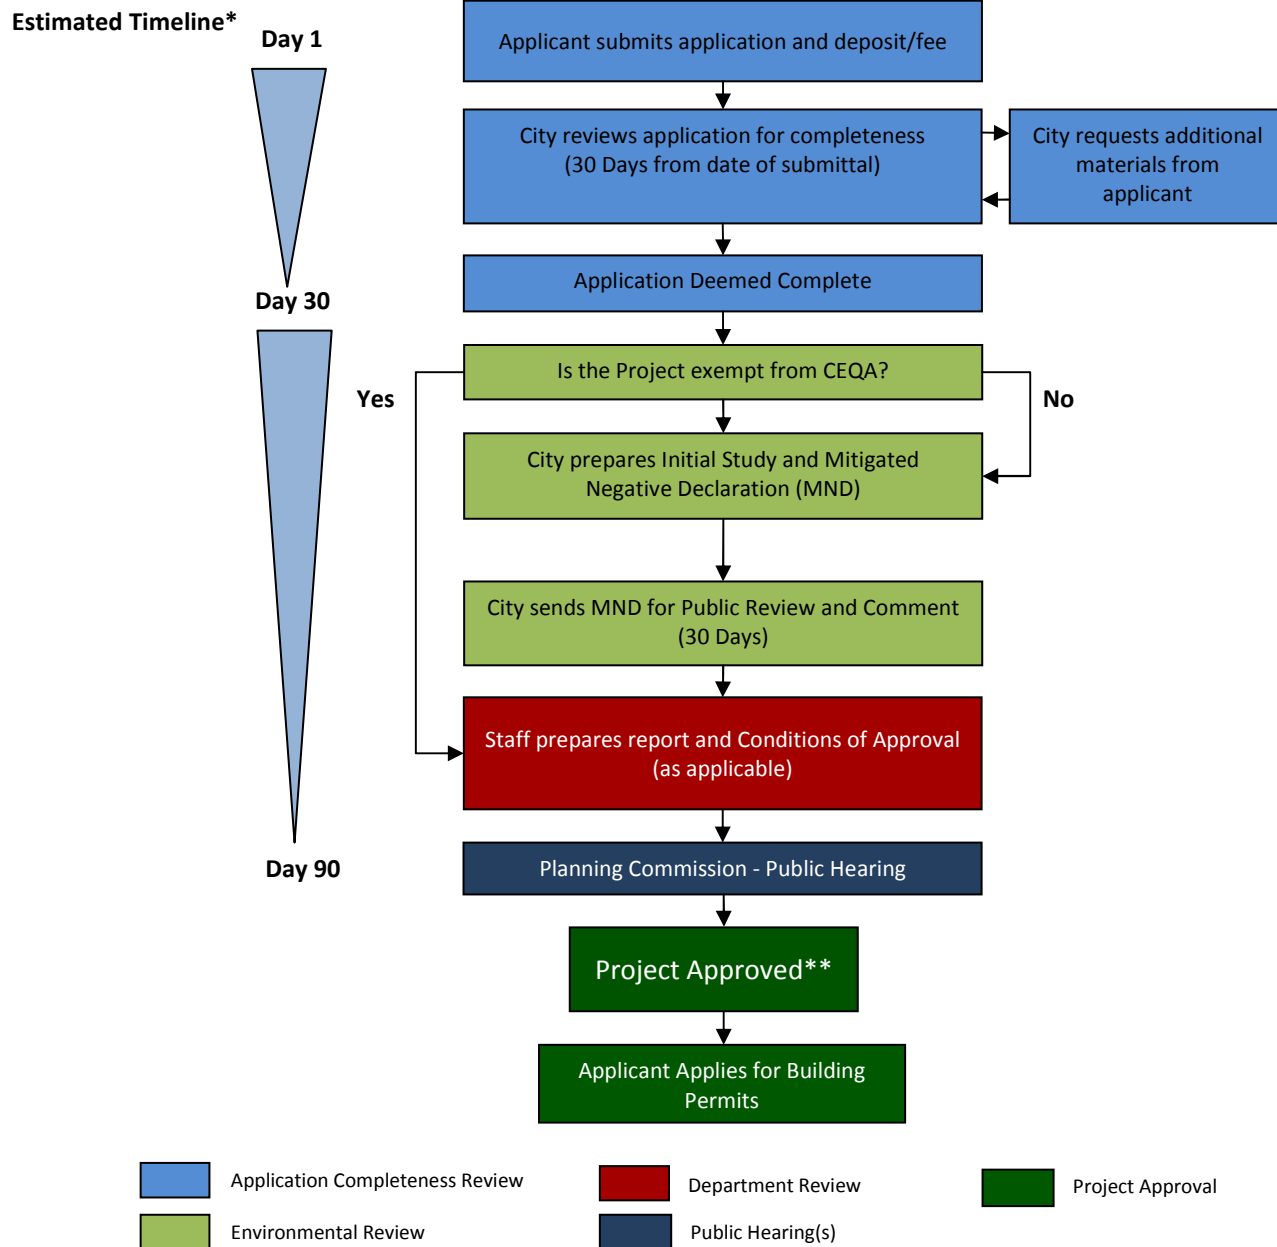 Estimated Timeline*
Day 1
Applicant submits application and deposit/fee
City reviews application for completeness
(30 Days from date of submittal)
City requests additional
materials from
applicant
Application Deemed Complete
Day 30
Is the Project exempt from CEQA?
Yes
No
City prepares Initial Study and Mitigated
Negative Declaration (MND)
City sends MND for Public Review and Comment
(30 Days)
Staff prepares report and Conditions of Approval
(as applicable)
Day 90
Planning Commission - Public Hearing
Project Approved**
Applicant Applies for Building
Permits
Application Completeness Review
Department Review
Project Approval
Environmental Review
Public Hearing(s)